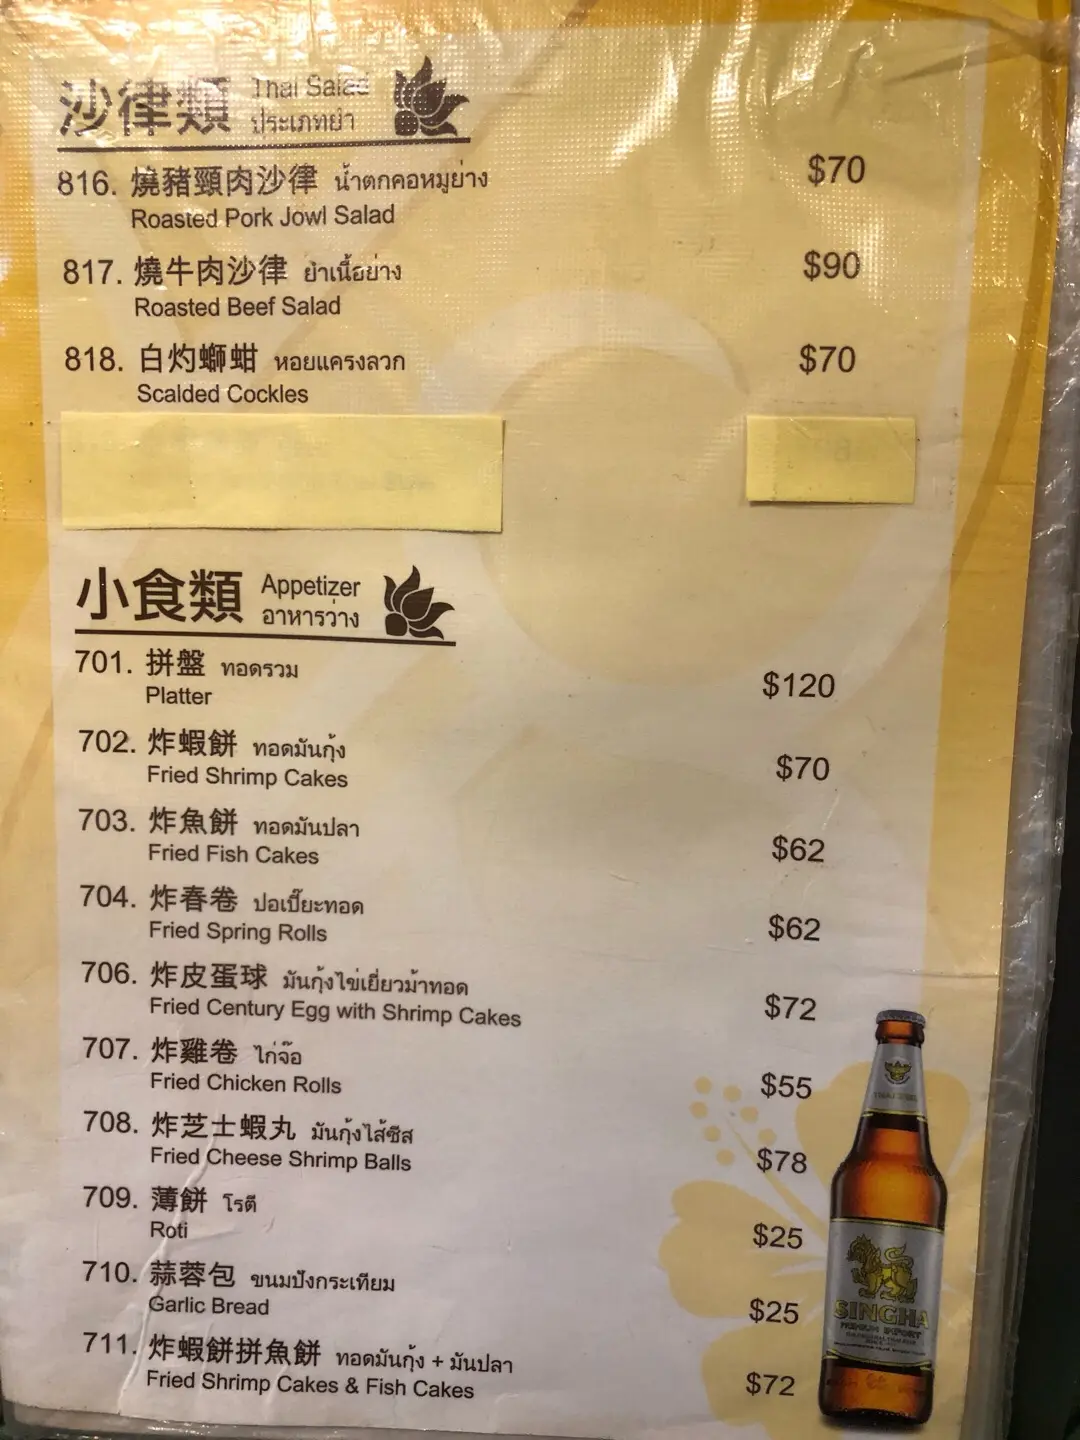 沙律類 Thai Salad
ประเภทยำ
816. 燒豬頸肉沙律 น้ำตกคอหมูย่าง $70
Roasted Pork Jowl Salad
817. 燒牛肉沙律 ยำเนื้อย่าง $90
Roasted Beef Salad
818. 白灼螄蚶 หอยแครงลวก $70
Scalded Cockles
小食類 Appetizer
อาหารว่าง
701. 拼盤 ทอดรวม $120
Platter
702. 炸蝦餅 ทอดมันกุ้ง $70
Fried Shrimp Cakes
703. 炸魚餅 ทอดมันปลา $62
Fried Fish Cakes
704. 炸春卷 ปอเปี๊ยะทอด $62
Fried Spring Rolls
706. 炸皮蛋球 มันกุ้งไข่เยี่ยวม้าทอด $72
Fried Century Egg with Shrimp Cakes
707. 炸雞卷 ไก่จ๊อ $55
Fried Chicken Rolls
708. 炸芝士蝦丸 มันกุ้งไส้ชีส $78
Fried Cheese Shrimp Balls
709. 薄餅 โรตี $25
Roti
710. 蒜蓉包 ขนมปังกระเทียม $25
Garlic Bread
711. 炸蝦餅拼魚餅 ทอดมันกุ้ง + มันปลา $72
Fried Shrimp Cakes & Fish Cakes
SINGHA
PREMIUM IMPORT